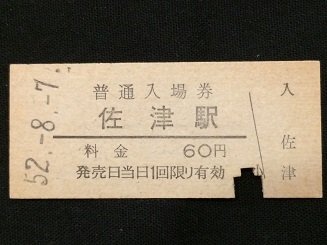 52.-8.-7
普通入場券
佐津駅
料金 60円
発売日当日1回限り有効
入
佐
津